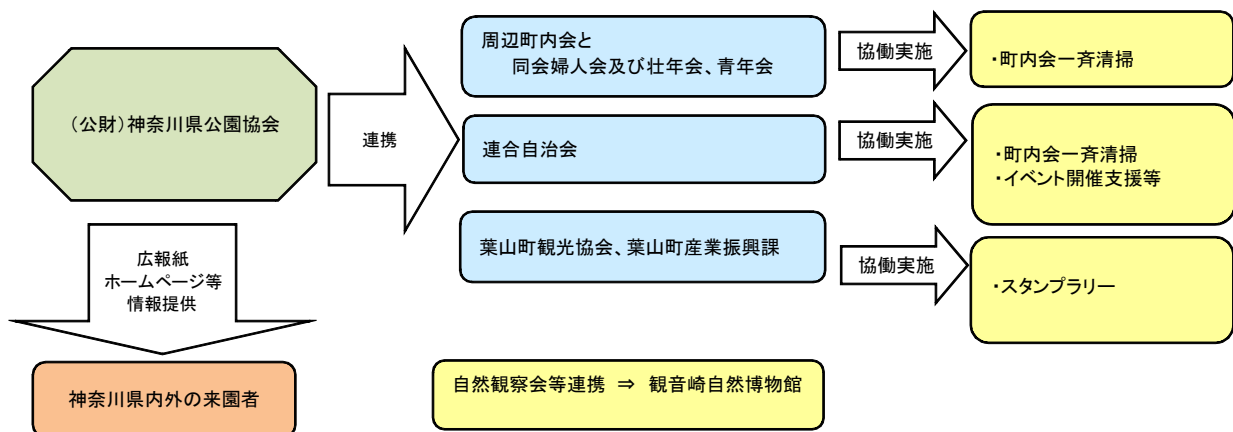 （公財）神奈川県公園協会
連携
周辺町内会と
同会婦人会及び壮年会、青年会
協働実施
・町内会一斉清掃
連合自治会
協働実施
・町内会一斉清掃
・イベント開催支援等
葉山町観光協会、葉山町産業振興課
協働実施
・スタンプラリー
広報紙
ホームページ等
情報提供
神奈川県内外の来園者
自然観察会等連携 ⇒ 観音崎自然博物館